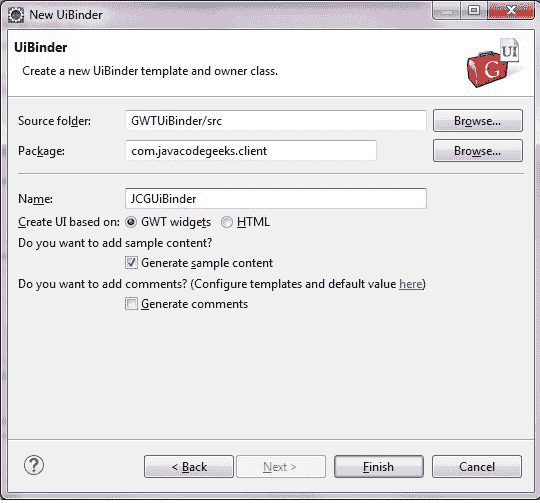 New UiBinder
UiBinder
Create a new UiBinder template and owner class.
UI
G
Source folder: GWTUiBinder/src Browse...
Package: com.javacodegeeks.client Browse...
Name: JCGUiBinder
Create UI based on: GWT widgets HTML
Do you want to add sample content?
Generate sample content
Do you want to add comments? (Configure templates and default value here)
Generate comments
? < Back Next > Finish Cancel